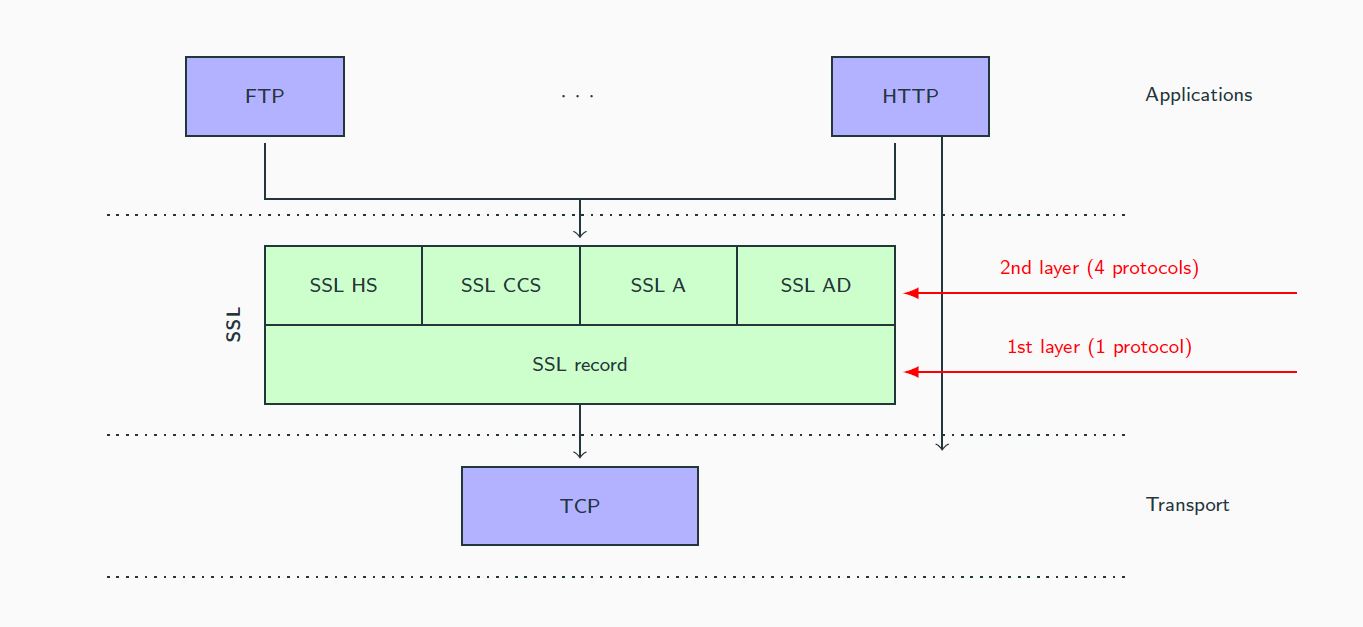 FTP
. . .
HTTP
Applications
SSL
SSL HS
SSL CCS
SSL A
SSL AD
2nd layer (4 protocols)
SSL record
1st layer (1 protocol)
TCP
Transport